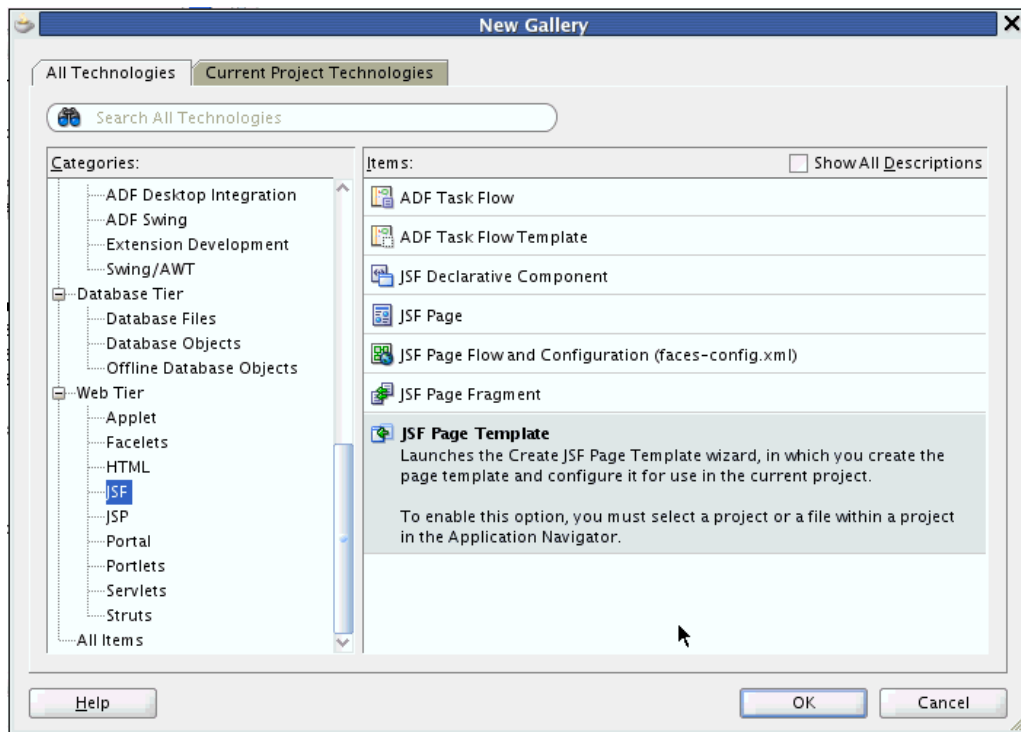 New Gallery
All Technologies
Current Project Technologies
Search All Technologies
Categories:
ADF Desktop Integration
ADF Swing
Extension Development
Swing/AWT
Database Tier
Database Files
Database Objects
Offline Database Objects
Web Tier
Applet
Facelets
HTML
JSF
JSP
Portal
Portlets
Servlets
Struts
All Items
Items:
Show All Descriptions
ADF Task Flow
ADF Task Flow Template
JSF Declarative Component
JSF Page
JSF Page Flow and Configuration (faces-config.xml)
JSF Page Fragment
JSF Page Template
Launches the Create JSF Page Template wizard, in which you create the
page template and configure it for use in the current project.
To enable this option, you must select a project or a file within a project
in the Application Navigator.
Help
OK
Cancel